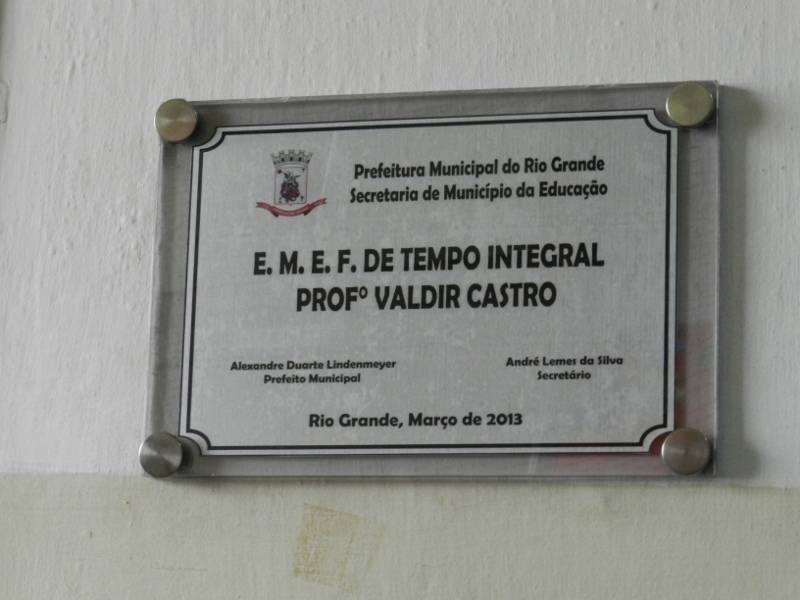 Prefeitura Municipal do Rio Grande
Secretaria de Município da Educação
E. M. E. F. DE TEMPO INTEGRAL
PROFº VALDIR CASTRO
Alexandre Duarte Lindenmeyer
Prefeito Municipal
André Lemes da Silva
Secretário
Rio Grande, Março de 2013